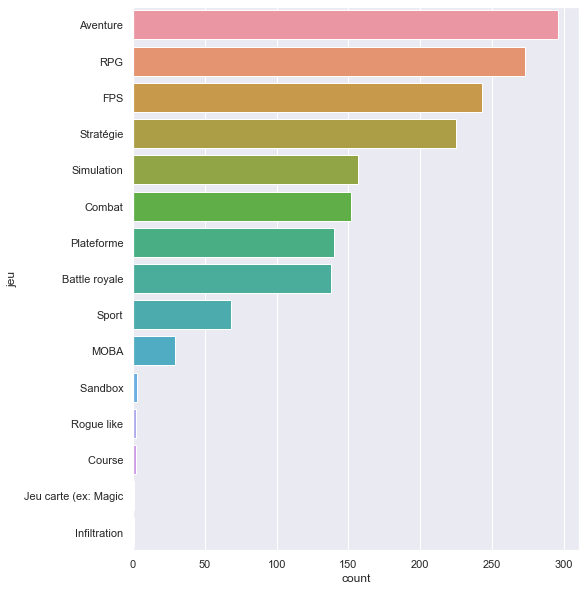 Aventure
RPG
FPS
Stratégie
Simulation
Combat
Plateforme
Battle royale
Sport
MOBA
Sandbox
Rogue like
Course
Jeu carte (ex: Magic
Infiltration
jeu
0 50 100 150 200 250 300
count